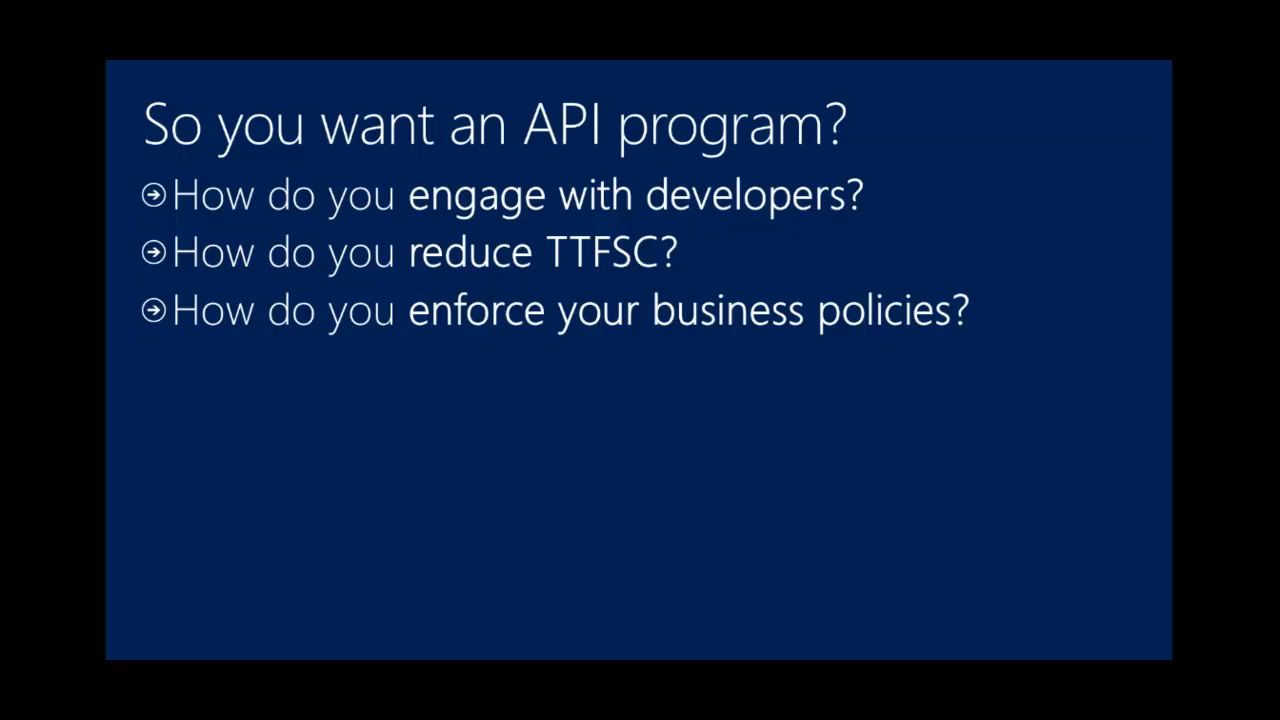 So you want an API program?
How do you engage with developers?
How do you reduce TTFSC?
How do you enforce your business policies?